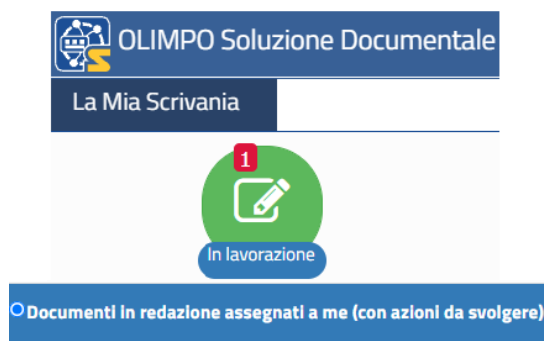 OLIMPO Soluzione Documentale
S
La Mia Scrivania
1
In lavorazione
Documenti in redazione assegnati a me (con azioni da svolgere)